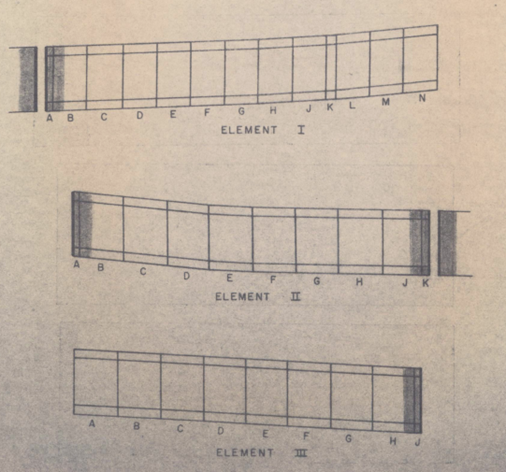 A B C D E F G H J K L M N
ELEMENT I
A B C D E F G H J K
ELEMENT II
A B C D E F G H J
ELEMENT III